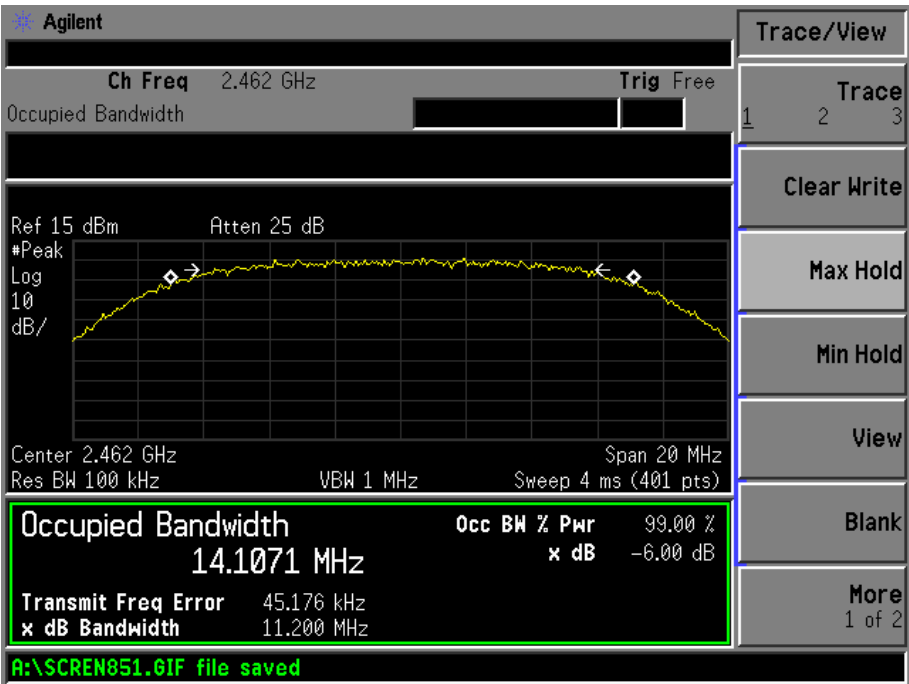 Agilent
Trace/View
Ch Freq 2.462 GHz Trig Free
Occupied Bandwidth
Trace
1 2 3
Clear Write
Max Hold
Min Hold
View
Blank
More
1 of 2
Ref 15 dBm Atten 25 dB
#Peak
Log
10
dB/
Center 2.462 GHz Span 20 MHz
Res BW 100 kHz VBW 1 MHz Sweep 4 ms (401 pts)
Occupied Bandwidth Occ BW % Pwr 99.00 %
14.1071 MHz x dB -6.00 dB
Transmit Freq Error 45.176 kHz
x dB Bandwidth 11.200 MHz
A:\SCREN851.GIF file saved